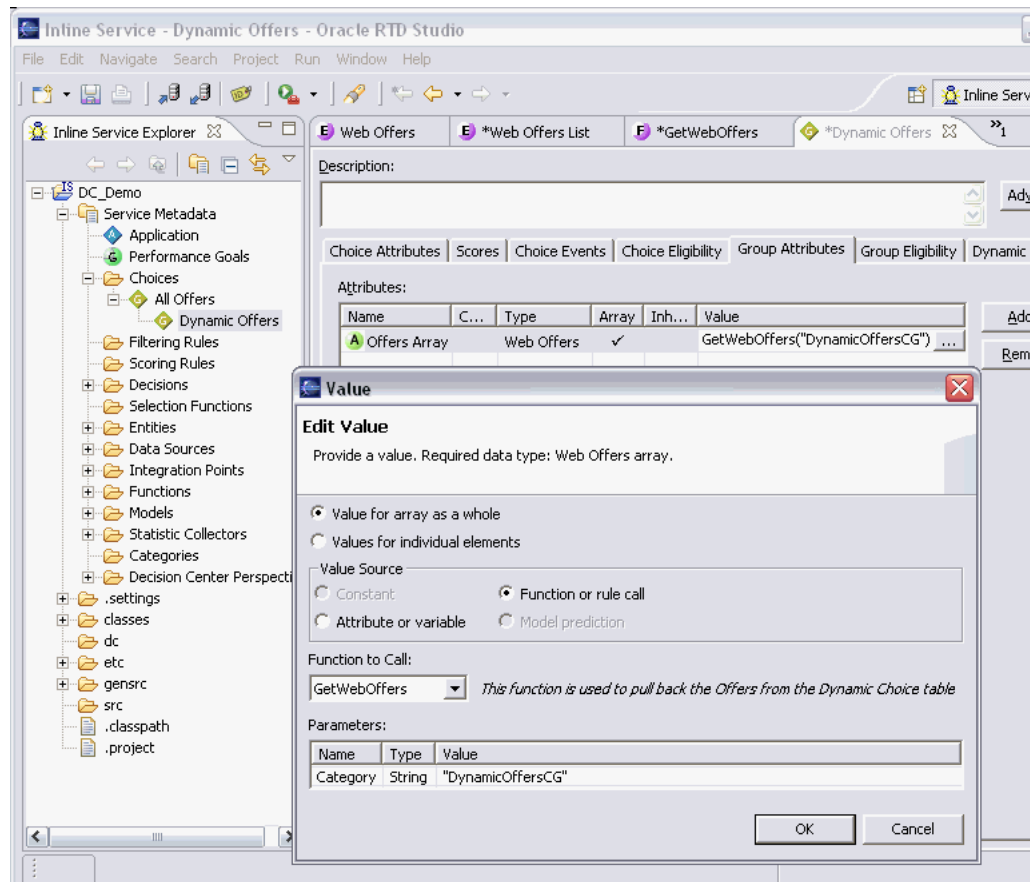 Inline Service - Dynamic Offers - Oracle RTD Studio
File Edit Navigate Search Project Run Window Help
Inline Serv
Inline Service Explorer
Web Offers
*Web Offers List
*GetWebOffers
*Dynamic Offers
»1
Description:
Adv
DC_Demo
Service Metadata
Application
Performance Goals
Choices
All Offers
Dynamic Offers
Filtering Rules
Scoring Rules
Decisions
Selection Functions
Entities
Data Sources
Integration Points
Functions
Models
Statistic Collectors
Categories
Decision Center Perspecti
.settings
classes
dc
etc
gensrc
src
.classpath
.project
Choice Attributes Scores Choice Events Choice Eligibility Group Attributes Group Eligibility Dynamic
Attributes:
Name C... Type Array Inh... Value
Offers Array Web Offers ✓ GetWebOffers("DynamicOffersCG") ...
Add
Rem
Value
Edit Value
Provide a value. Required data type: Web Offers array.
Value for array as a whole
Values for individual elements
Value Source
Constant Function or rule call
Attribute or variable Model prediction
Function to Call:
GetWebOffers This function is used to pull back the Offers from the Dynamic Choice table
Parameters:
Name Type Value
Category String "DynamicOffersCG"
OK Cancel